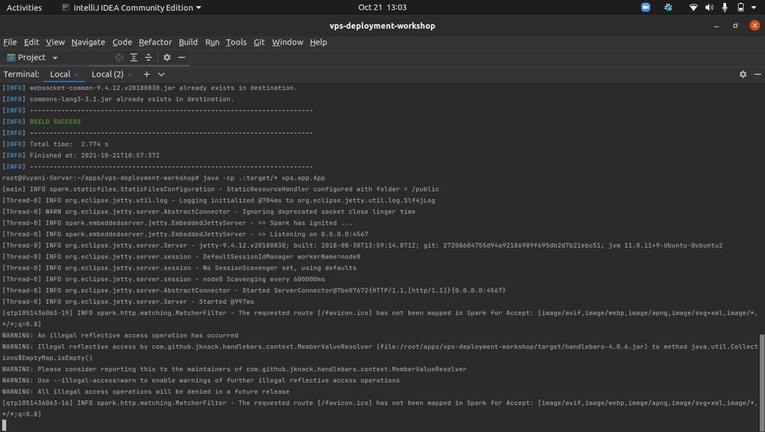 Activities IntelliJ IDEA Community Edition Oct 21 13:03
vps-deployment-workshop
File Edit View Navigate Code Refactor Build Run Tools Git Window Help
Project
Terminal: Local × Local (2) × +
[INFO] websocket-common-9.4.12.v20180830.jar already exists in destination.
[INFO] commons-lang3-3.1.jar already exists in destination.
[INFO] ------------------------------------------------------------------------
[INFO] BUILD SUCCESS
[INFO] ------------------------------------------------------------------------
[INFO] Total time:  2.774 s
[INFO] Finished at: 2021-10-21T10:57:37Z
[INFO] ------------------------------------------------------------------------
root@Vuyani-Server:~/apps/vps-deployment-workshop# java -cp .:target/* vps.app.App
[main] INFO spark.staticfiles.StaticFilesConfiguration - StaticResourceHandler configured with folder = /public
[Thread-0] INFO org.eclipse.jetty.util.log - Logging initialized @704ms to org.eclipse.jetty.util.log.Slf4jLog
[Thread-0] WARN org.eclipse.jetty.server.AbstractConnector - Ignoring deprecated socket close linger time
[Thread-0] INFO spark.embeddedserver.jetty.EmbeddedJettyServer - == Spark has ignited ...
[Thread-0] INFO spark.embeddedserver.jetty.EmbeddedJettyServer - >> Listening on 0.0.0.0:4567
[Thread-0] INFO org.eclipse.jetty.server.Server - jetty-9.4.12.v20180830; built: 2018-08-30T13:59:14.071Z; git: 27208684755d94a92186989f695db2d7b21ebc51; jvm 11.0.11+9-Ubuntu-0ubuntu2
[Thread-0] INFO org.eclipse.jetty.server.session - DefaultSessionIdManager workerName=node0
[Thread-0] INFO org.eclipse.jetty.server.session - No SessionScavenger set, using defaults
[Thread-0] INFO org.eclipse.jetty.server.session - node0 Scavenging every 600000ms
[Thread-0] INFO org.eclipse.jetty.server.AbstractConnector - Started ServerConnector@7be07672{HTTP/1.1,[http/1.1]}{0.0.0.0:4567}
[Thread-0] INFO org.eclipse.jetty.server.Server - Started @997ms
[qtp1051436063-19] INFO spark.http.matching.MatcherFilter - The requested route [/favicon.ico] has not been mapped in Spark for Accept: [image/avif,image/webp,image/apng,image/svg+xml,image/*,
*/*;q=0.8]
WARNING: An illegal reflective access operation has occurred
WARNING: Illegal reflective access by com.github.jknack.handlebars.context.MemberValueResolver (file:/root/apps/vps-deployment-workshop/target/handlebars-4.0.6.jar) to method java.util.Collect
ions$EmptyMap.isEmpty()
WARNING: Please consider reporting this to the maintainers of com.github.jknack.handlebars.context.MemberValueResolver
WARNING: Use --illegal-access=warn to enable warnings of further illegal reflective access operations
WARNING: All illegal access operations will be denied in a future release
[qtp1051436063-16] INFO spark.http.matching.MatcherFilter - The requested route [/favicon.ico] has not been mapped in Spark for Accept: [image/avif,image/webp,image/apng,image/svg+xml,image/*,
*/*;q=0.8]